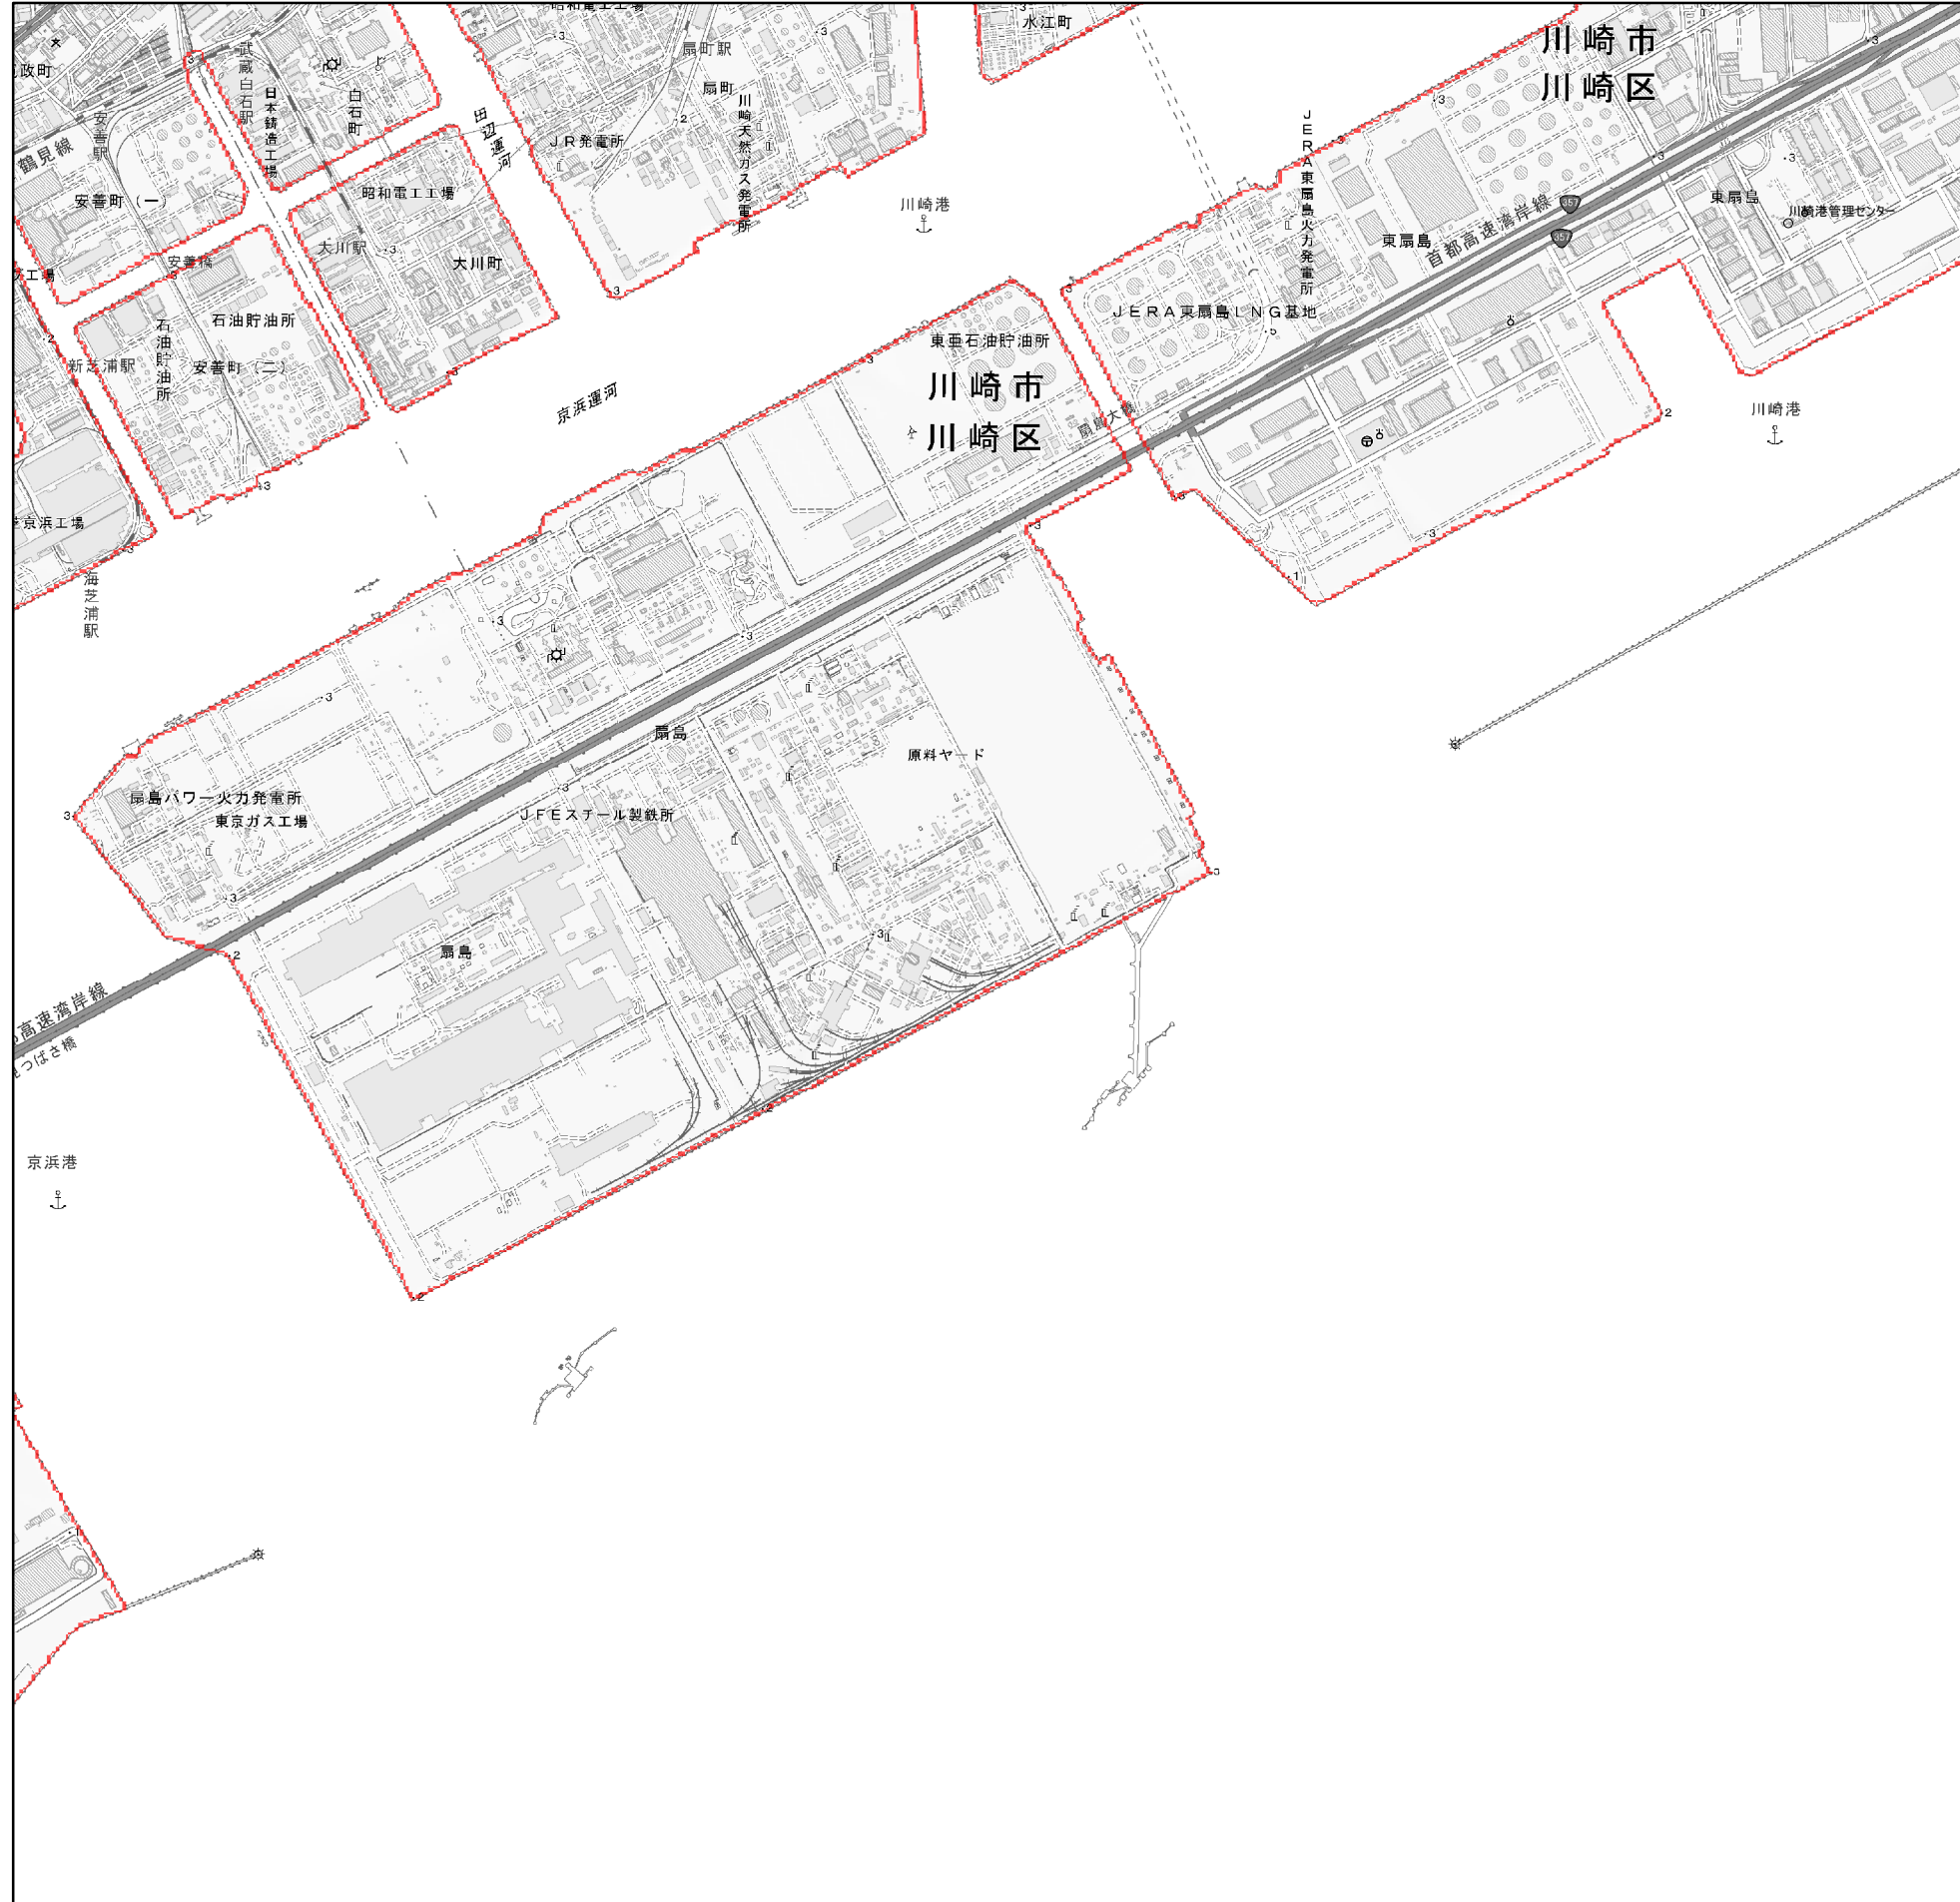 昭和電工工場
水江町
川崎市
川崎区
政町
武蔵白石駅
日本鋳造工場
白石町
扇町駅
扇町
川崎天然ガス発電所
田辺運河
JR発電所
安善駅
鶴見線
安善町(一)
昭和電工工場
大川駅
大川町
川崎港
JERA東扇島火力発電所
東扇島
首都高速湾岸線
357
357
東扇島
川崎港管理センター
工場
安善橋
石油貯油所
石油貯油所
安善町(二)
新芝浦駅
京浜運河
東亜石油貯油所
川崎市
川崎区
JERA東扇島LNG基地
扇島大橋
川崎港
京浜工場
海芝浦駅
扇島
原料ヤード
扇島パワー火力発電所
東京ガス工場
JFEスチール製鉄所
扇島
高速湾岸線
つばさ橋
京浜港